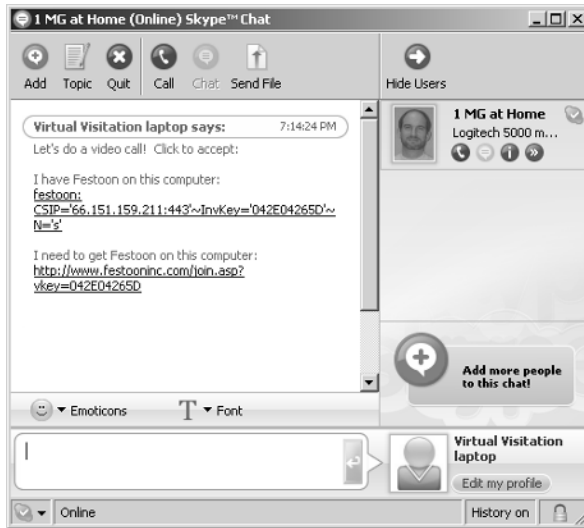 1 MG at Home (Online) Skype™ Chat
Add Topic Quit Call Chat Send File Hide Users
Virtual Visitation laptop says: 7:14:24 PM
Let's do a video call! Click to accept:
I have Festoon on this computer:
festoon:
CSIP='66.151.159.211:443'~InvKey='042E04265D'~
N='s'
I need to get Festoon on this computer:
http://www.festooninc.com/join.asp?
vkey=042E04265D
1 MG at Home
Logitech 5000 m...
Add more people
to this chat!
Emoticons T Font
Virtual Visitation
laptop
Edit my profile
Online History on